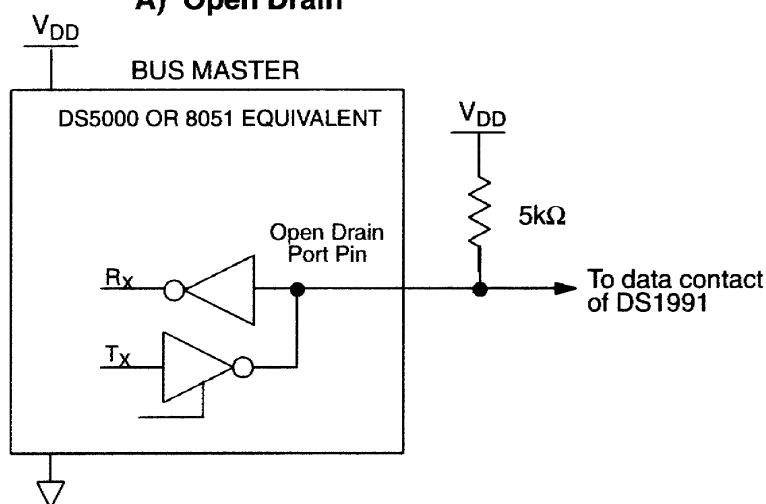 A) Open Drain
VDD
BUS MASTER
DS5000 OR 8051 EQUIVALENT
VDD
5kΩ
Open Drain
Port Pin
RX
To data contact
of DS1991
TX